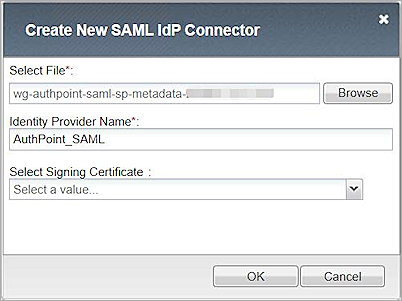 Create New SAML IdP Connector
Select File*:
wg-authpoint-saml-sp-metadata-
Browse
Identity Provider Name*:
AuthPoint_SAML
Select Signing Certificate :
Select a value...
OK
Cancel